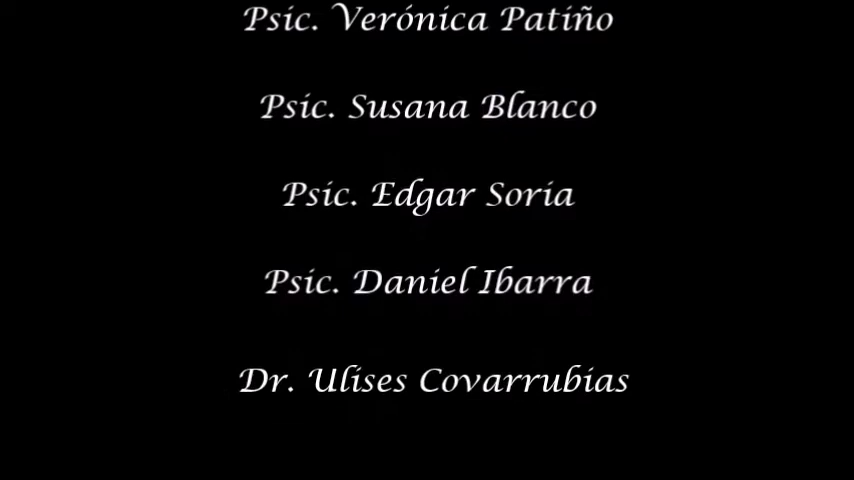 Psic. Verónica Patiño
Psic. Susana Blanco
Psic. Edgar Soria
Psic. Daniel Ibarra
Dr. Ulises Covarrubias